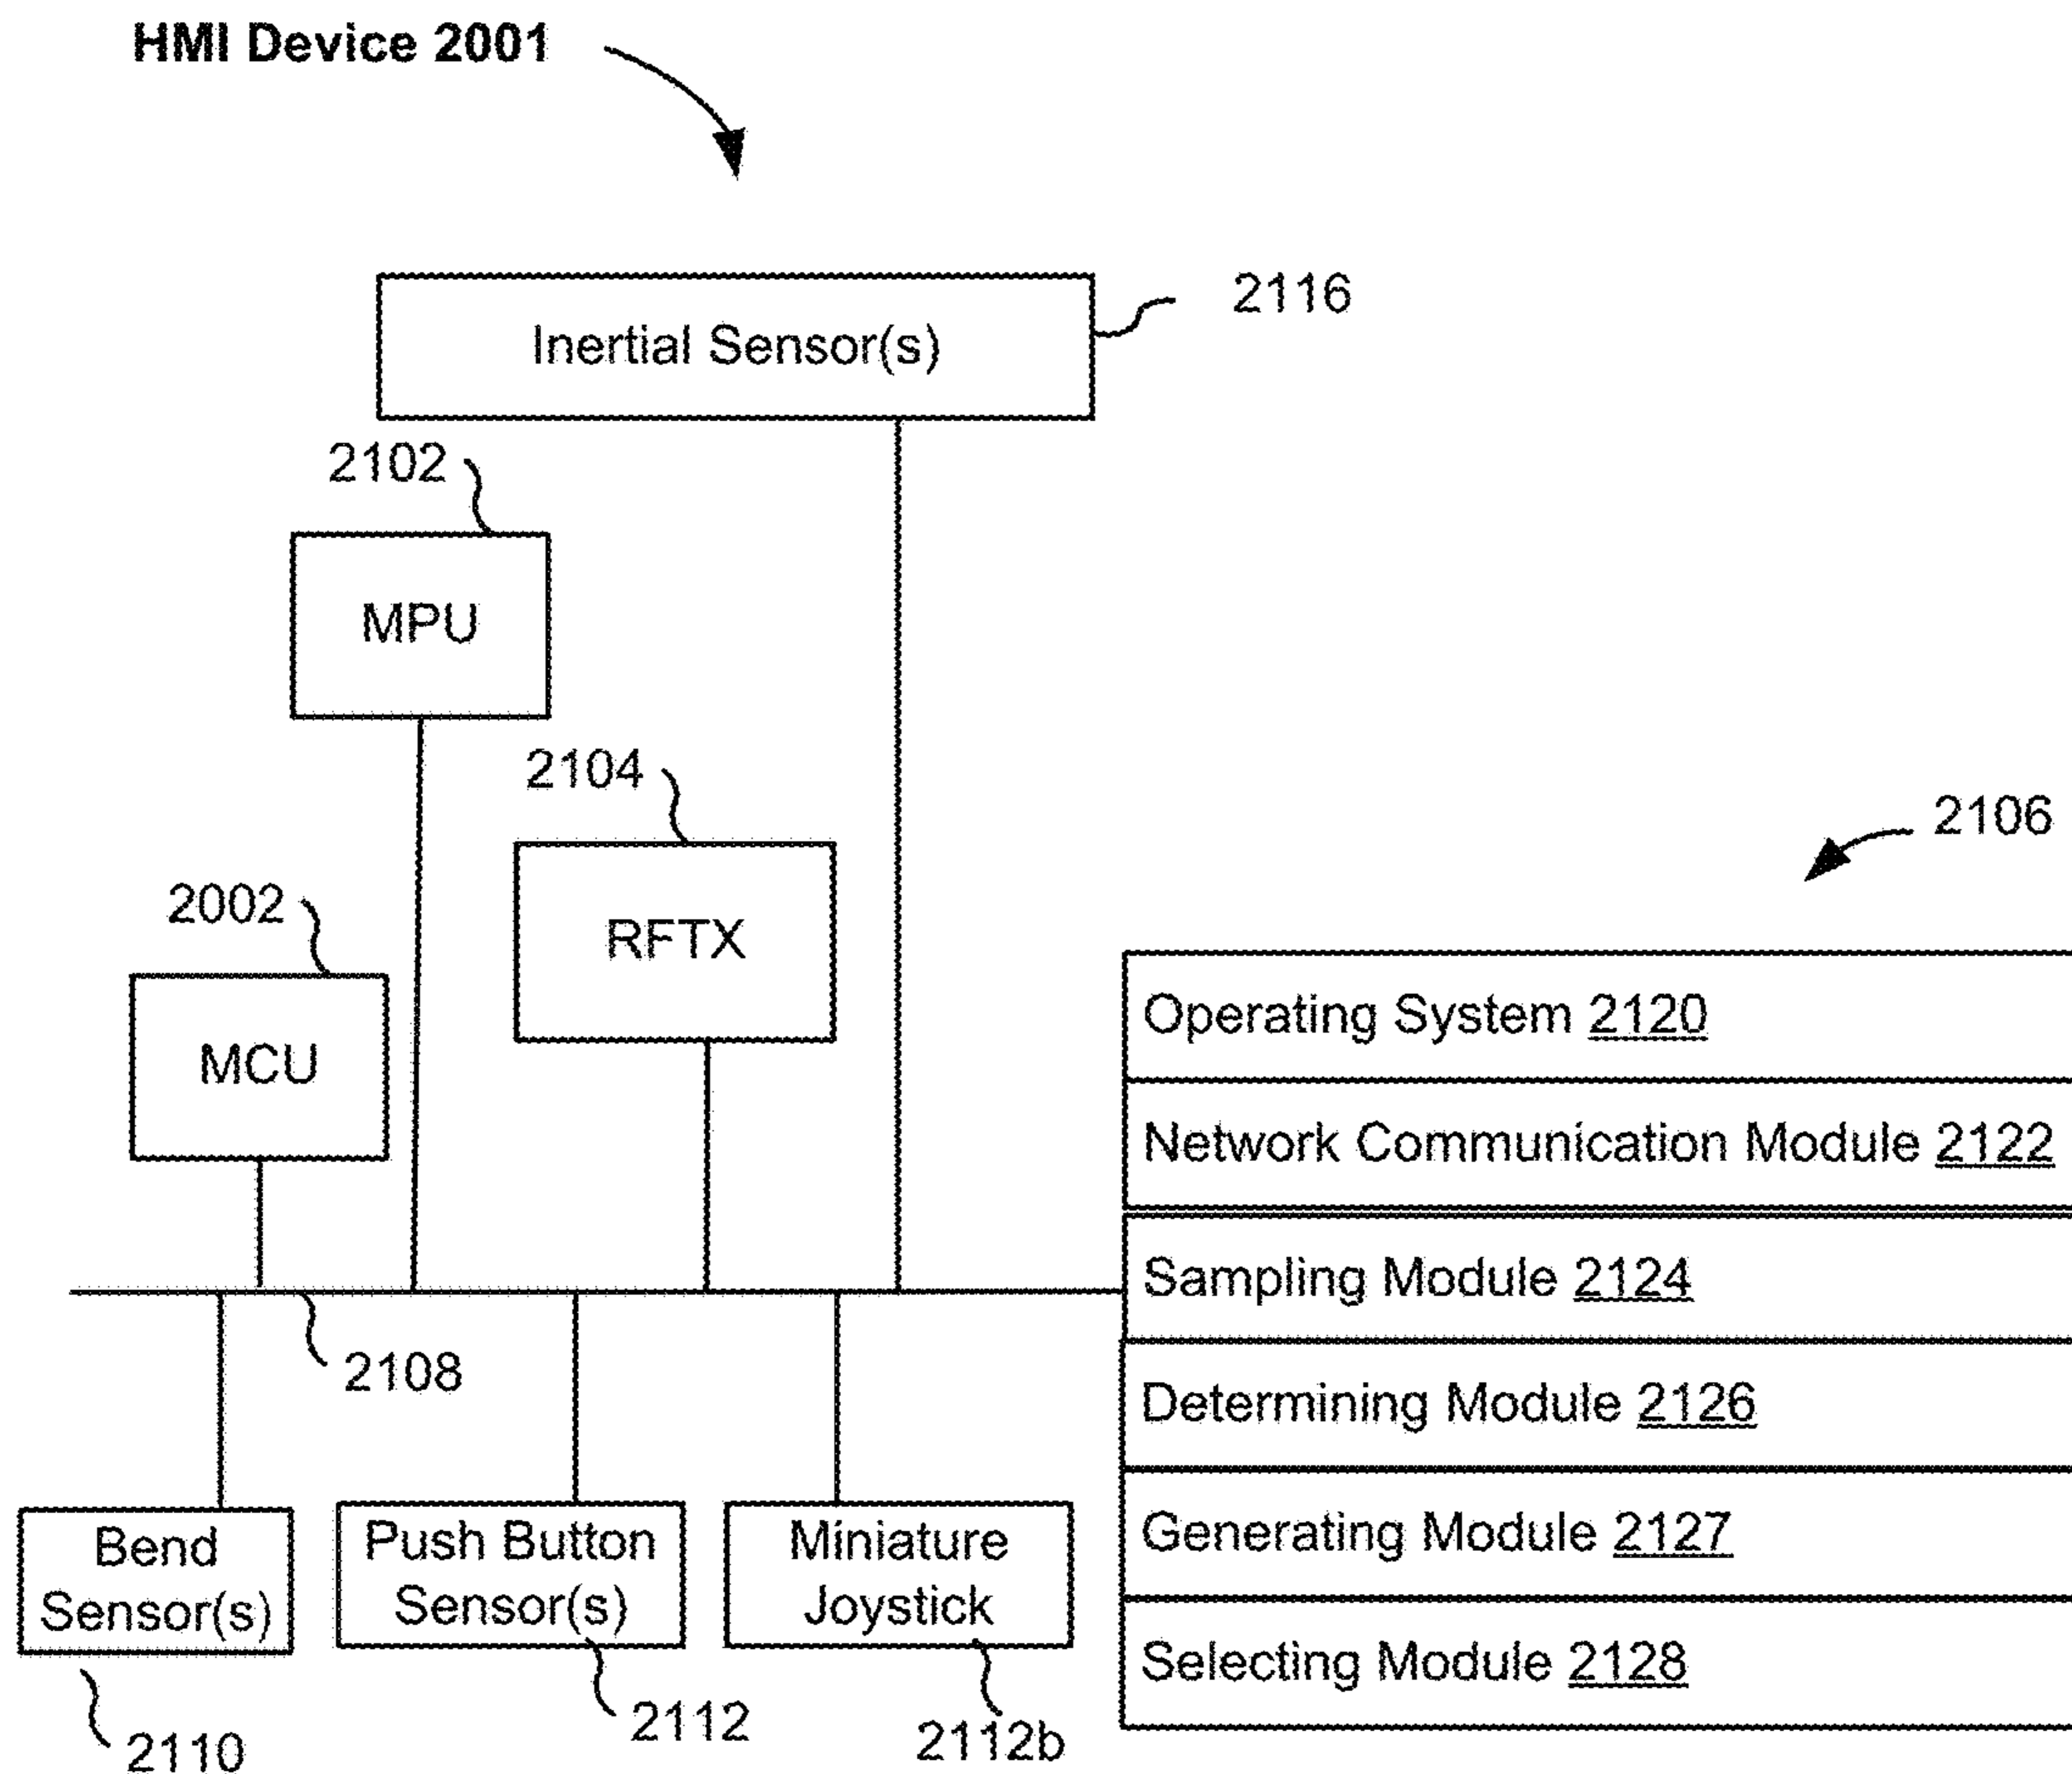 HMI Device 2001
2116
Inertial Sensor(s)
2102
MPU
2104
2106
2002
RFTX
MCU
Operating System 2120
Network Communication Module 2122
Sampling Module 2124
2108
Determining Module 2126
Generating Module 2127
Selecting Module 2128
Bend
Sensor(s)
Push Button
Sensor(s)
Miniature
Joystick
2110
2112
2112b